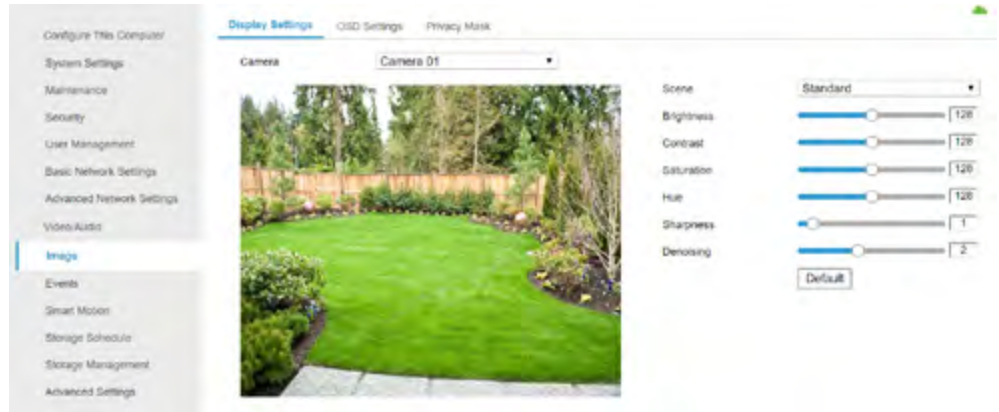 Display Settings OSD Settings Privacy Mask
Configure This Computer
System Settings
Maintenance
Security
User Management
Basic Network Settings
Advanced Network Settings
Video/Audio
Image
Events
Smart Motion
Storage Schedule
Storage Management
Advanced Settings
Camera Camera 01
Scene Standard
Brightness 128
Contrast 128
Saturation 128
Hue 128
Sharpness 1
Denoising 2
Default